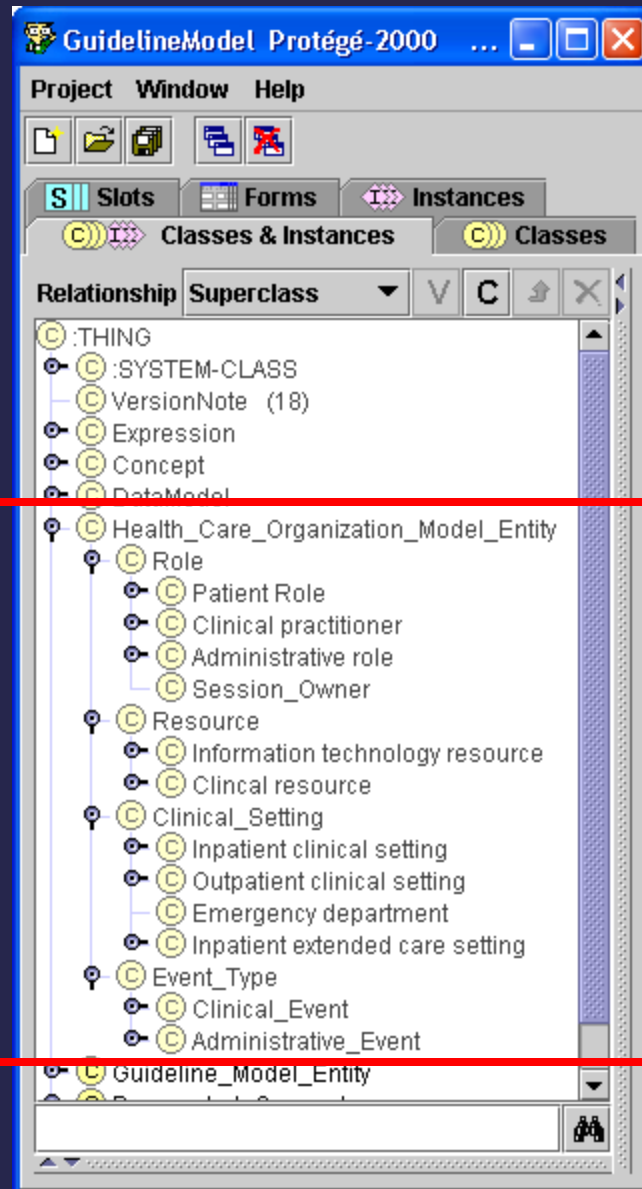 GuidelineModel Protégé-2000 ...
Project Window Help
S Slots Forms I Instances
C I Classes & Instances C Classes
Relationship Superclass V C
C :THING
C :SYSTEM-CLASS
C VersionNote (18)
C Expression
C Concept
C DataModel
C Health_Care_Organization_Model_Entity
C Role
C Patient Role
C Clinical practitioner
C Administrative role
C Session_Owner
C Resource
C Information technology resource
C Clincal resource
C Clinical_Setting
C Inpatient clinical setting
C Outpatient clinical setting
C Emergency department
C Inpatient extended care setting
C Event_Type
C Clinical_Event
C Administrative_Event
C Guideline_Model_Entity